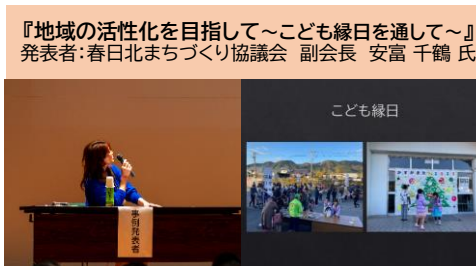 『地域の活性化を目指して～こども縁日を通して～』
発表者：春日北まちづくり協議会 副会長 安富 千鶴 氏
こども縁日
事例発表者